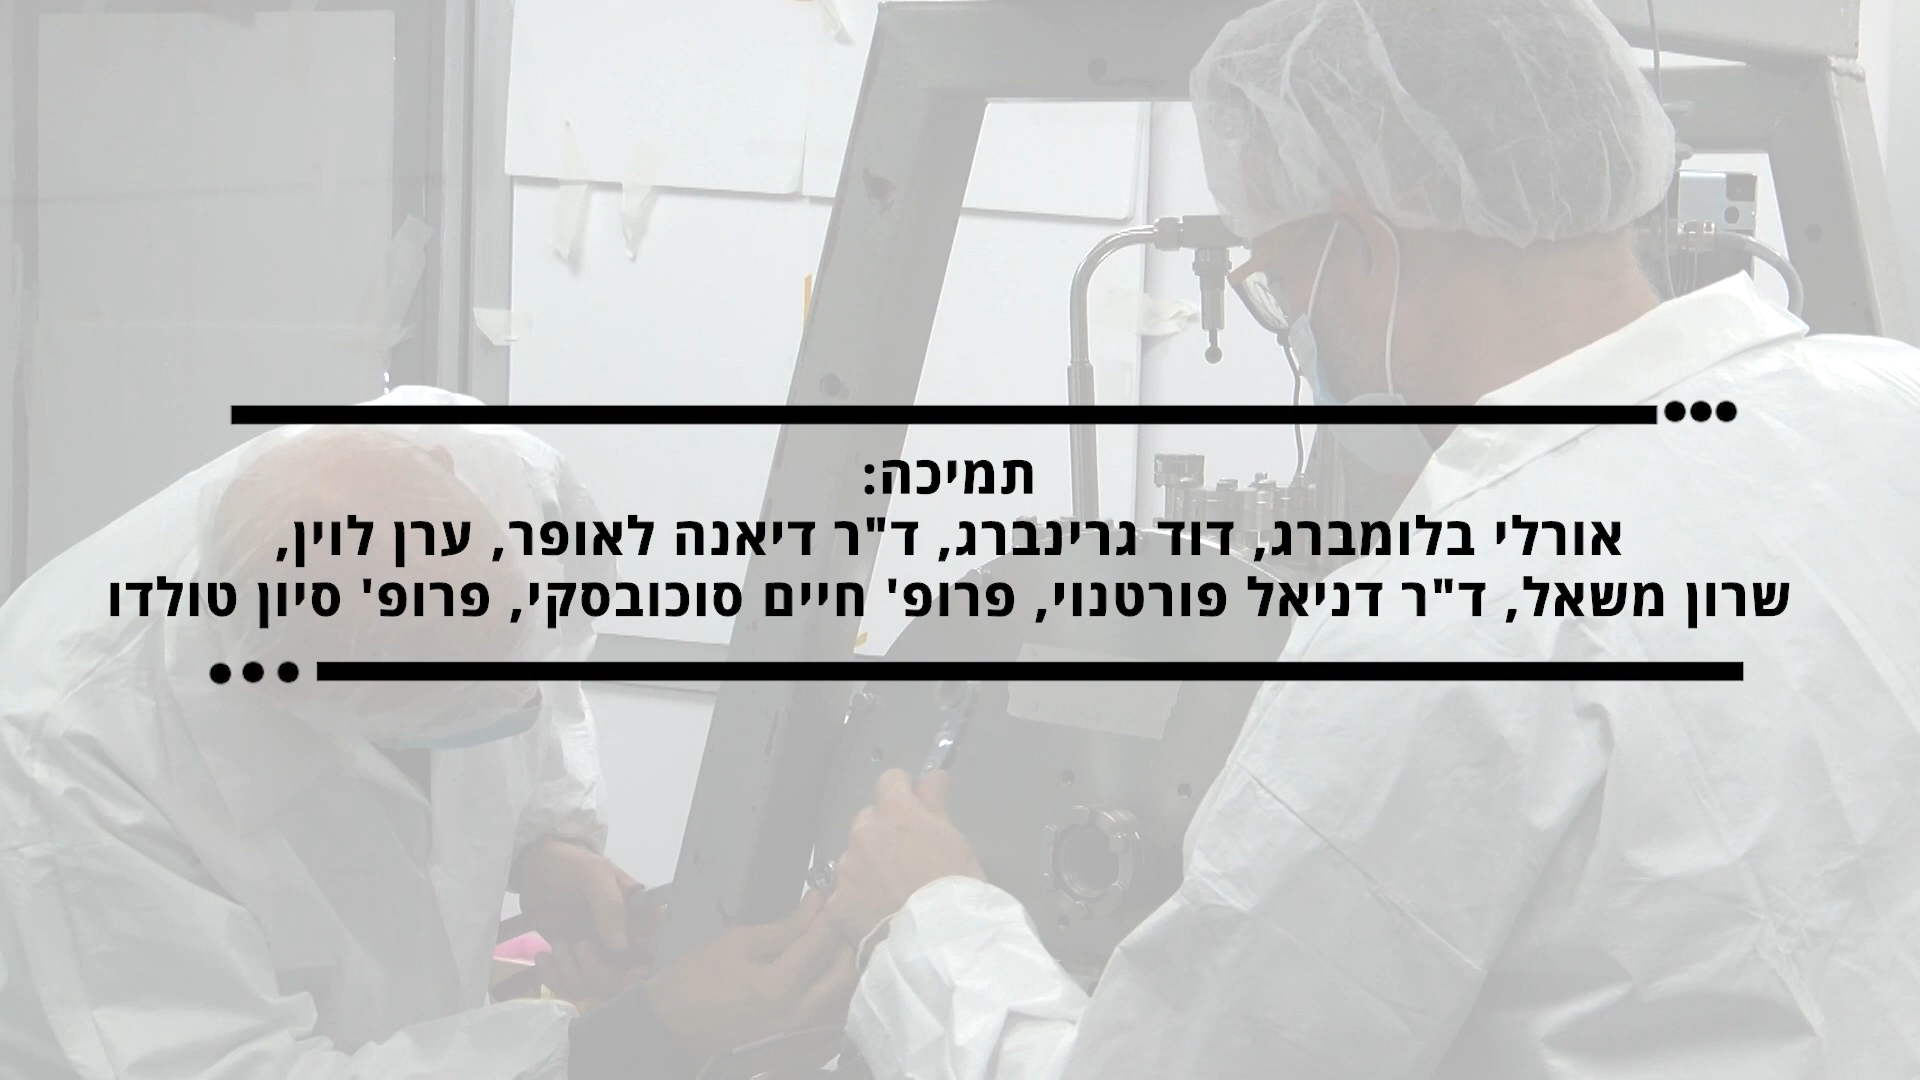 תמיכה:
אורלי בלומברג, דוד גרינברג, ד"ר דיאנה לאופר, ערן לוין,
שרון משאל, ד"ר דניאל פורטנוי, פרופ' חיים סוכובסקי, פרופ' סיון טולדו